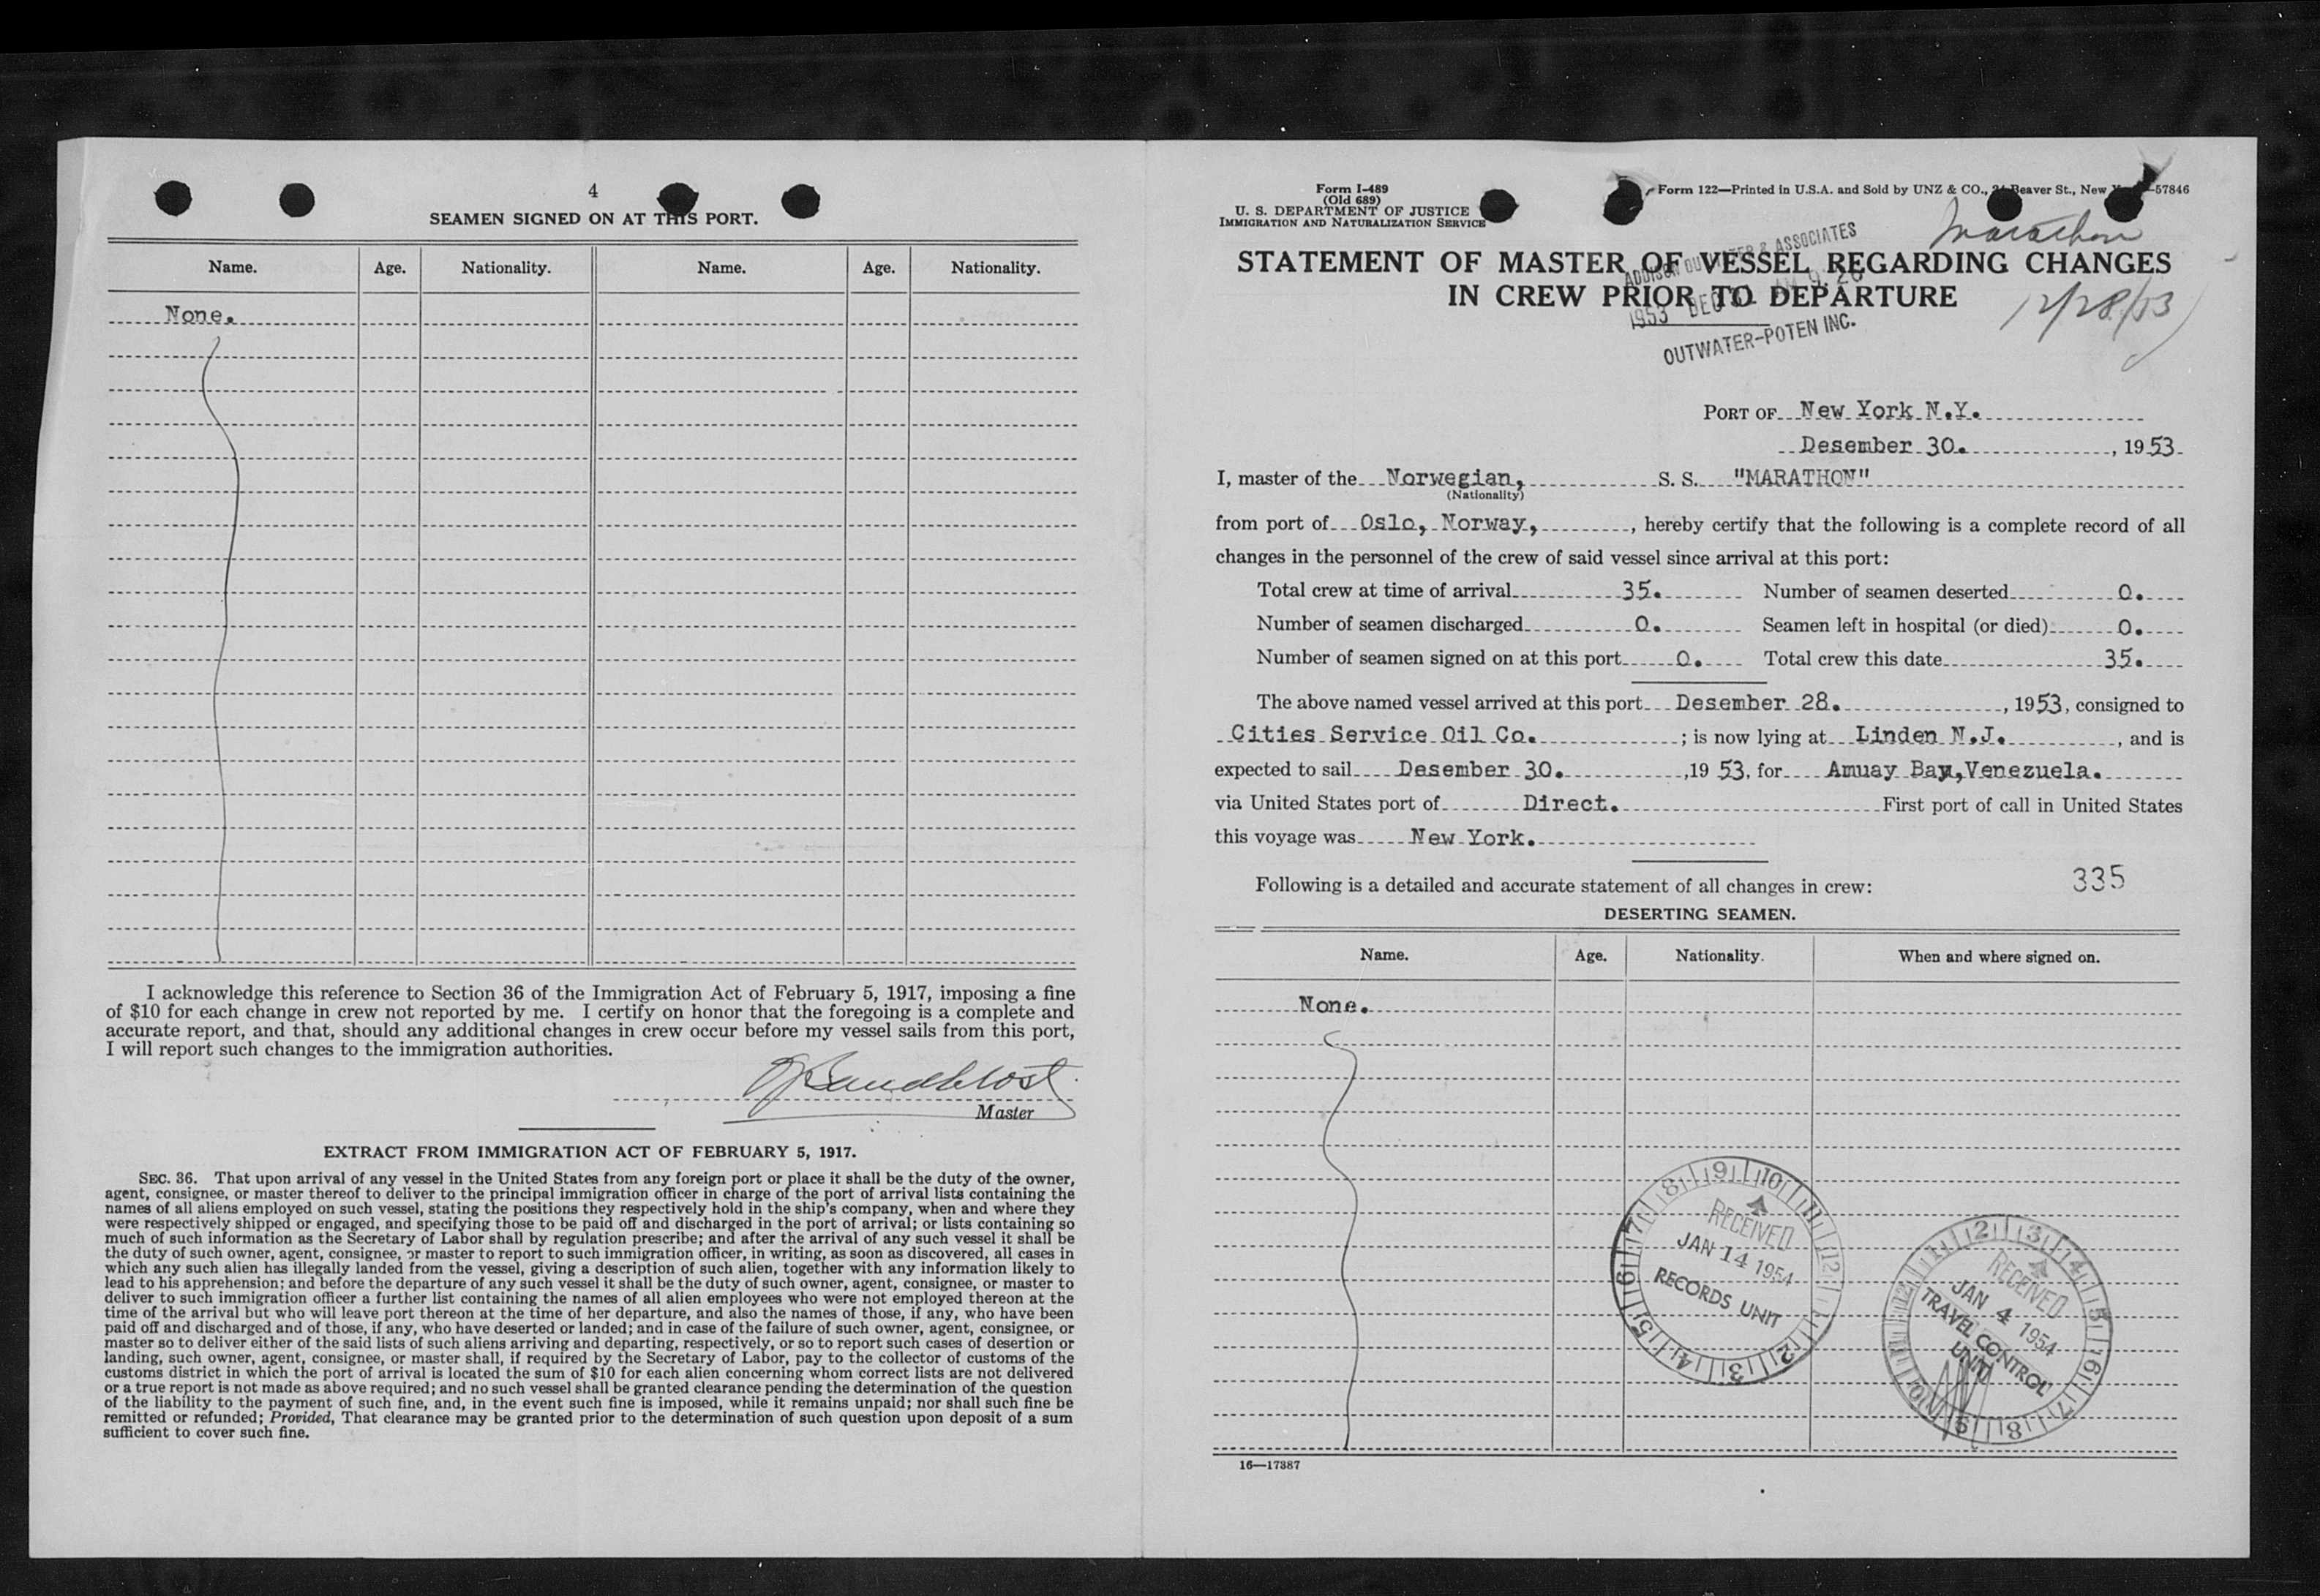 4
SEAMEN SIGNED ON AT THIS PORT.
Name. Age. Nationality. Name. Age. Nationality.
None.
I acknowledge this reference to Section 36 of the Immigration Act of February 5, 1917, imposing a fine
of $10 for each change in crew not reported by me. I certify on honor that the foregoing is a complete and
accurate report, and that, should any additional changes in crew occur before my vessel sails from this port,
I will report such changes to the immigration authorities.
Master
EXTRACT FROM IMMIGRATION ACT OF FEBRUARY 5, 1917.
SEC. 36. That upon arrival of any vessel in the United States from any foreign port or place it shall be the duty of the owner,
agent, consignee, or master thereof to deliver to the principal immigration officer in charge of the port of arrival lists containing the
names of all aliens employed on such vessel, stating the positions they respectively hold in the ship's company, when and where they
were respectively shipped or engaged, and specifying those to be paid off and discharged in the port of arrival; or lists containing so
much of such information as the Secretary of Labor shall by regulation prescribe; and after the arrival of any such vessel it shall be
the duty of such owner, agent, consignee, or master to report to such immigration officer, in writing, as soon as discovered, all cases in
which any such alien has illegally landed from the vessel, giving a description of such alien, together with any information likely to
lead to his apprehension; and before the departure of any such vessel it shall be the duty of such owner, agent, consignee, or master to
deliver to such immigration officer a further list containing the names of all alien employees who were not employed thereon at the
time of the arrival but who will leave port thereon at the time of her departure, and also the names of those, if any, who have been
paid off and discharged and of those, if any, who have deserted or landed; and in case of the failure of such owner, agent, consignee, or
master so to deliver either of the said lists of such aliens arriving and departing, respectively, or so to report such cases of desertion or
landing, such owner, agent, consignee, or master shall, if required by the Secretary of Labor, pay to the collector of customs of the
customs district in which the port of arrival is located the sum of $10 for each alien concerning whom correct lists are not delivered
or a true report is not made as above required; and no such vessel shall be granted clearance pending the determination of the question
of the liability to the payment of such fine, and, in the event such fine is imposed, while it remains unpaid; nor shall such fine be
remitted or refunded; Provided, That clearance may be granted prior to the determination of such question upon deposit of a sum
sufficient to cover such fine.
Form I-489
(Old 689)
U. S. DEPARTMENT OF JUSTICE
IMMIGRATION AND NATURALIZATION SERVICE
Form 122—Printed in U.S.A. and Sold by UNZ & CO., Beaver St., New -57846
Marathon
STATEMENT OF MASTER OF VESSEL REGARDING CHANGES
IN CREW PRIOR TO DEPARTURE
12/28/53
& ASSOCIATES
1953 DEC
OUTWATER-POTEN INC.
PORT OF New York N.Y.
Desember 30. , 1953
I, master of the Norwegian, S. S. "MARATHON"
(Nationality)
from port of Oslo, Norway, , hereby certify that the following is a complete record of all
changes in the personnel of the crew of said vessel since arrival at this port:
Total crew at time of arrival 35. Number of seamen deserted 0.
Number of seamen discharged 0. Seamen left in hospital (or died) 0.
Number of seamen signed on at this port 0. Total crew this date 35.
The above named vessel arrived at this port Desember 28. , 1953, consigned to
Cities Service Oil Co. ; is now lying at Linden N.J. , and is
expected to sail Desember 30. ,19 53, for Amuay Bay, Venezuela.
via United States port of Direct. First port of call in United States
this voyage was New York.
Following is a detailed and accurate statement of all changes in crew:
335
DESERTING SEAMEN.
Name. Age. Nationality. When and where signed on.
None.
RECEIVED
JAN 14 1954
RECORDS UNIT
RECEIVED
JAN 4 1954
TRAVEL CONTROL
UNIT
16—17387